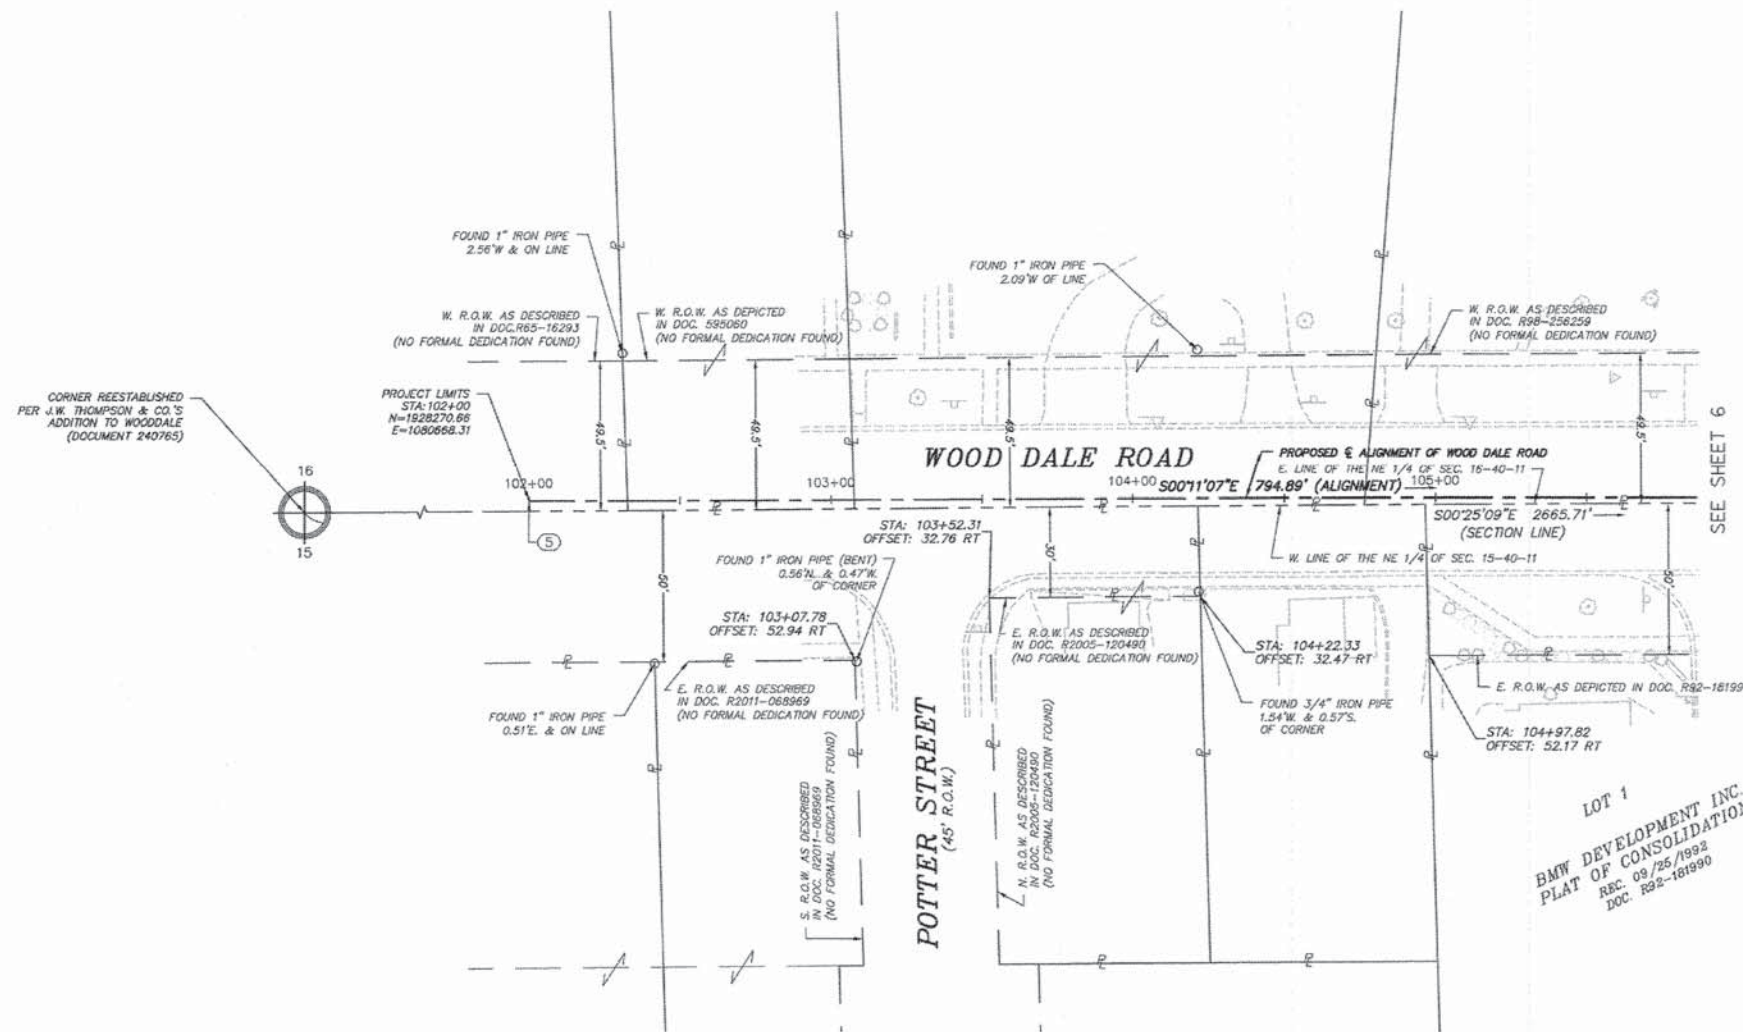 FOUND 1" IRON PIPE
2.56'W & ON LINE
FOUND 1" IRON PIPE
2.09'W OF LINE
W. R.O.W. AS DESCRIBED
IN DOC.R65-16293
(NO FORMAL DEDICATION FOUND)
W. R.O.W. AS DEPICTED
IN DOC. 595060
(NO FORMAL DEDICATION FOUND)
W. R.O.W. AS DESCRIBED
IN DOC. R98-256259
(NO FORMAL DEDICATION FOUND)
CORNER REESTABLISHED
PER J.W. THOMPSON & CO.'S
ADDITION TO WOODDALE
(DOCUMENT 240765)
PROJECT LIMITS
STA:102+00
N=1928270.66
E=1080668.31
49.5'
49.5'
49.5'
49.5'
SEE SHEET 6
WOOD DALE ROAD
PROPOSED ℄ ALIGNMENT OF WOOD DALE ROAD
E. LINE OF THE NE 1/4 OF SEC. 16-40-11
16
15
102+00
103+00
104+00
105+00
S00°11'07"E 794.89' (ALIGNMENT)
S00°25'09"E 2665.71'
(SECTION LINE)
W. LINE OF THE NE 1/4 OF SEC. 15-40-11
5
STA: 103+52.31
OFFSET: 32.76 RT
FOUND 1" IRON PIPE (BENT)
0.56'N. & 0.47'W.
OF CORNER
50'
30'
50'
STA: 103+07.78
OFFSET: 52.94 RT
E. R.O.W. AS DESCRIBED
IN DOC. R2005-120490
(NO FORMAL DEDICATION FOUND)
STA: 104+22.33
OFFSET: 32.47 RT
E. R.O.W. AS DESCRIBED
IN DOC. R2011-068969
(NO FORMAL DEDICATION FOUND)
FOUND 1" IRON PIPE
0.51'E. & ON LINE
FOUND 3/4" IRON PIPE
1.54'W. & 0.57'S.
OF CORNER
E. R.O.W. AS DEPICTED IN DOC. R92-18199
STA: 104+97.82
OFFSET: 52.17 RT
S. R.O.W. AS DESCRIBED
IN DOC. R2011-068969
(NO FORMAL DEDICATION FOUND)
POTTER STREET
(45' R.O.W.)
N. R.O.W. AS DESCRIBED
IN DOC. R2005-120490
(NO FORMAL DEDICATION FOUND)
LOT 1
BMW DEVELOPMENT INC.
PLAT OF CONSOLIDATION
REC. 09/25/1992
DOC. R92-181990